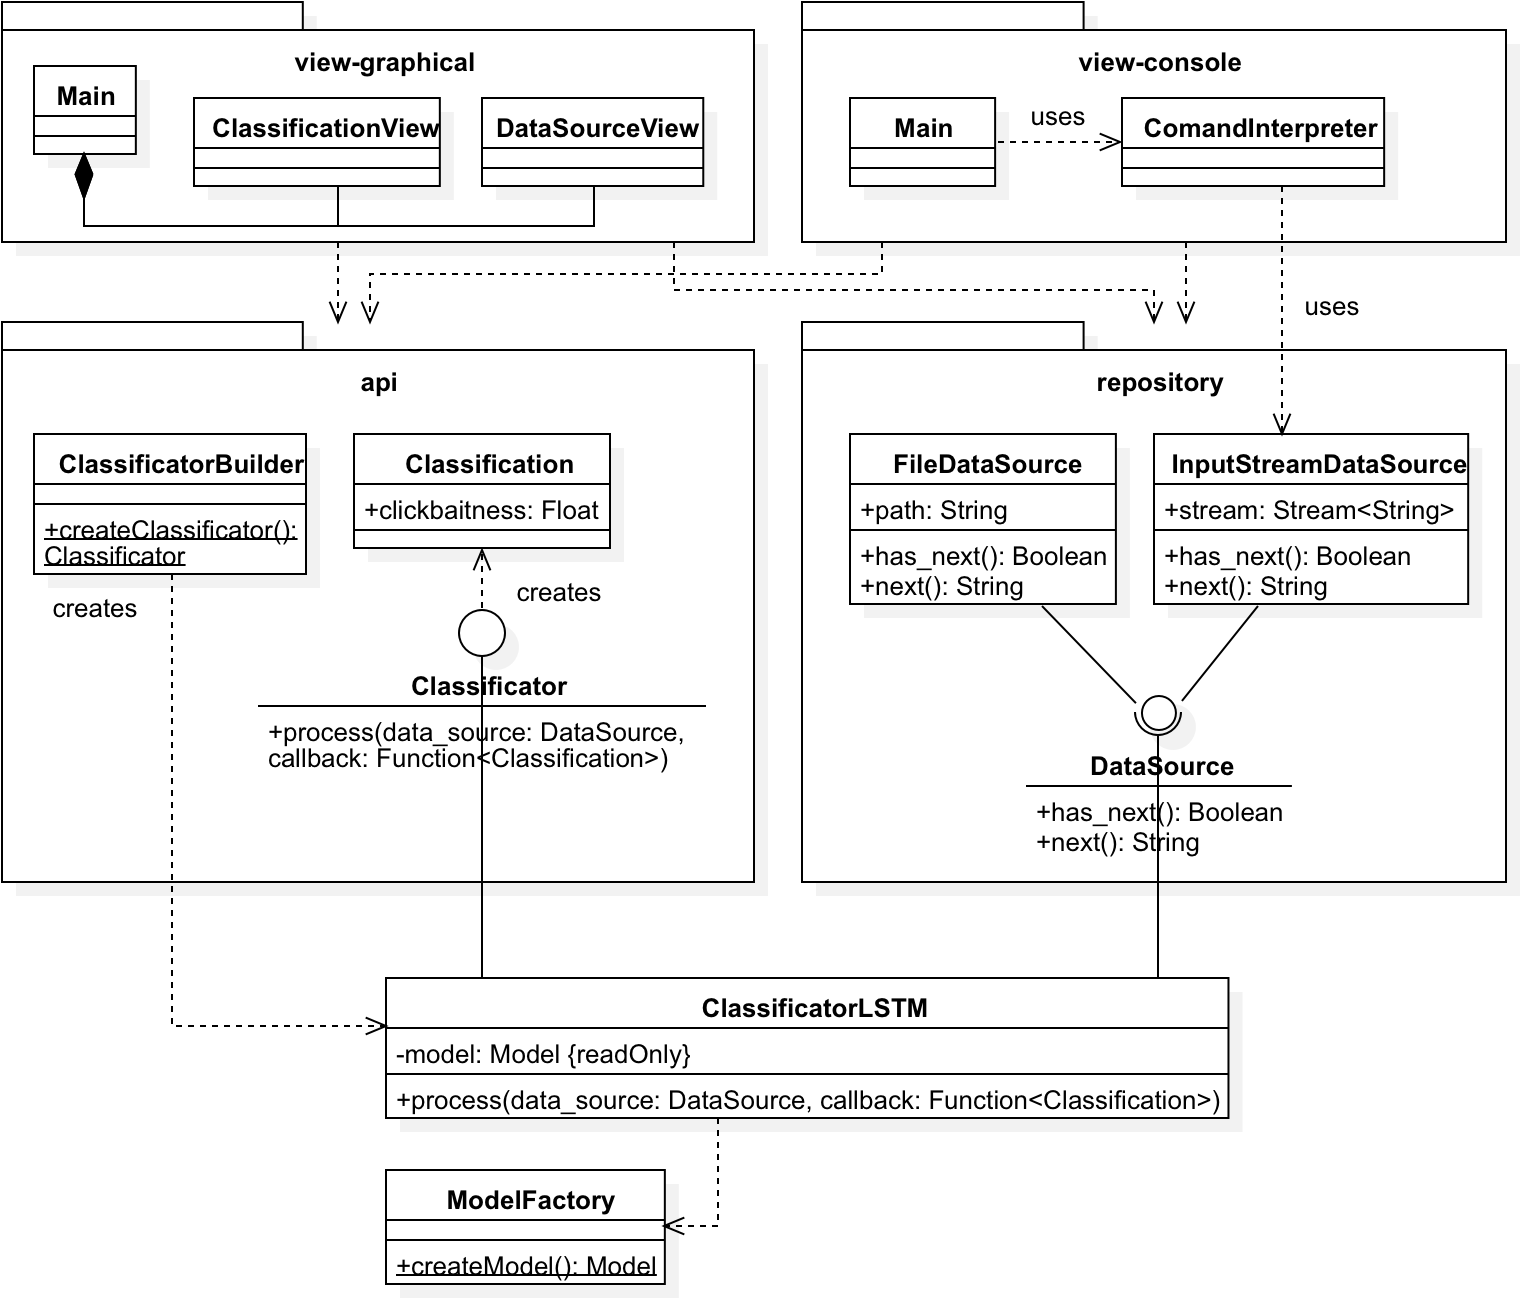 view-graphical
Main
ClassificationView
DataSourceView
view-console
Main
uses
ComandInterpreter
uses
api
ClassificatorBuilder
+createClassificator():
Classificator
creates
Classification
+clickbaitness: Float
creates
Classificator
+process(data_source: DataSource,
callback: Function<Classification>)
repository
FileDataSource
+path: String
+has_next(): Boolean
+next(): String
InputStreamDataSource
+stream: Stream<String>
+has_next(): Boolean
+next(): String
DataSource
+has_next(): Boolean
+next(): String
ClassificatorLSTM
-model: Model {readOnly}
+process(data_source: DataSource, callback: Function<Classification>)
ModelFactory
+createModel(): Model